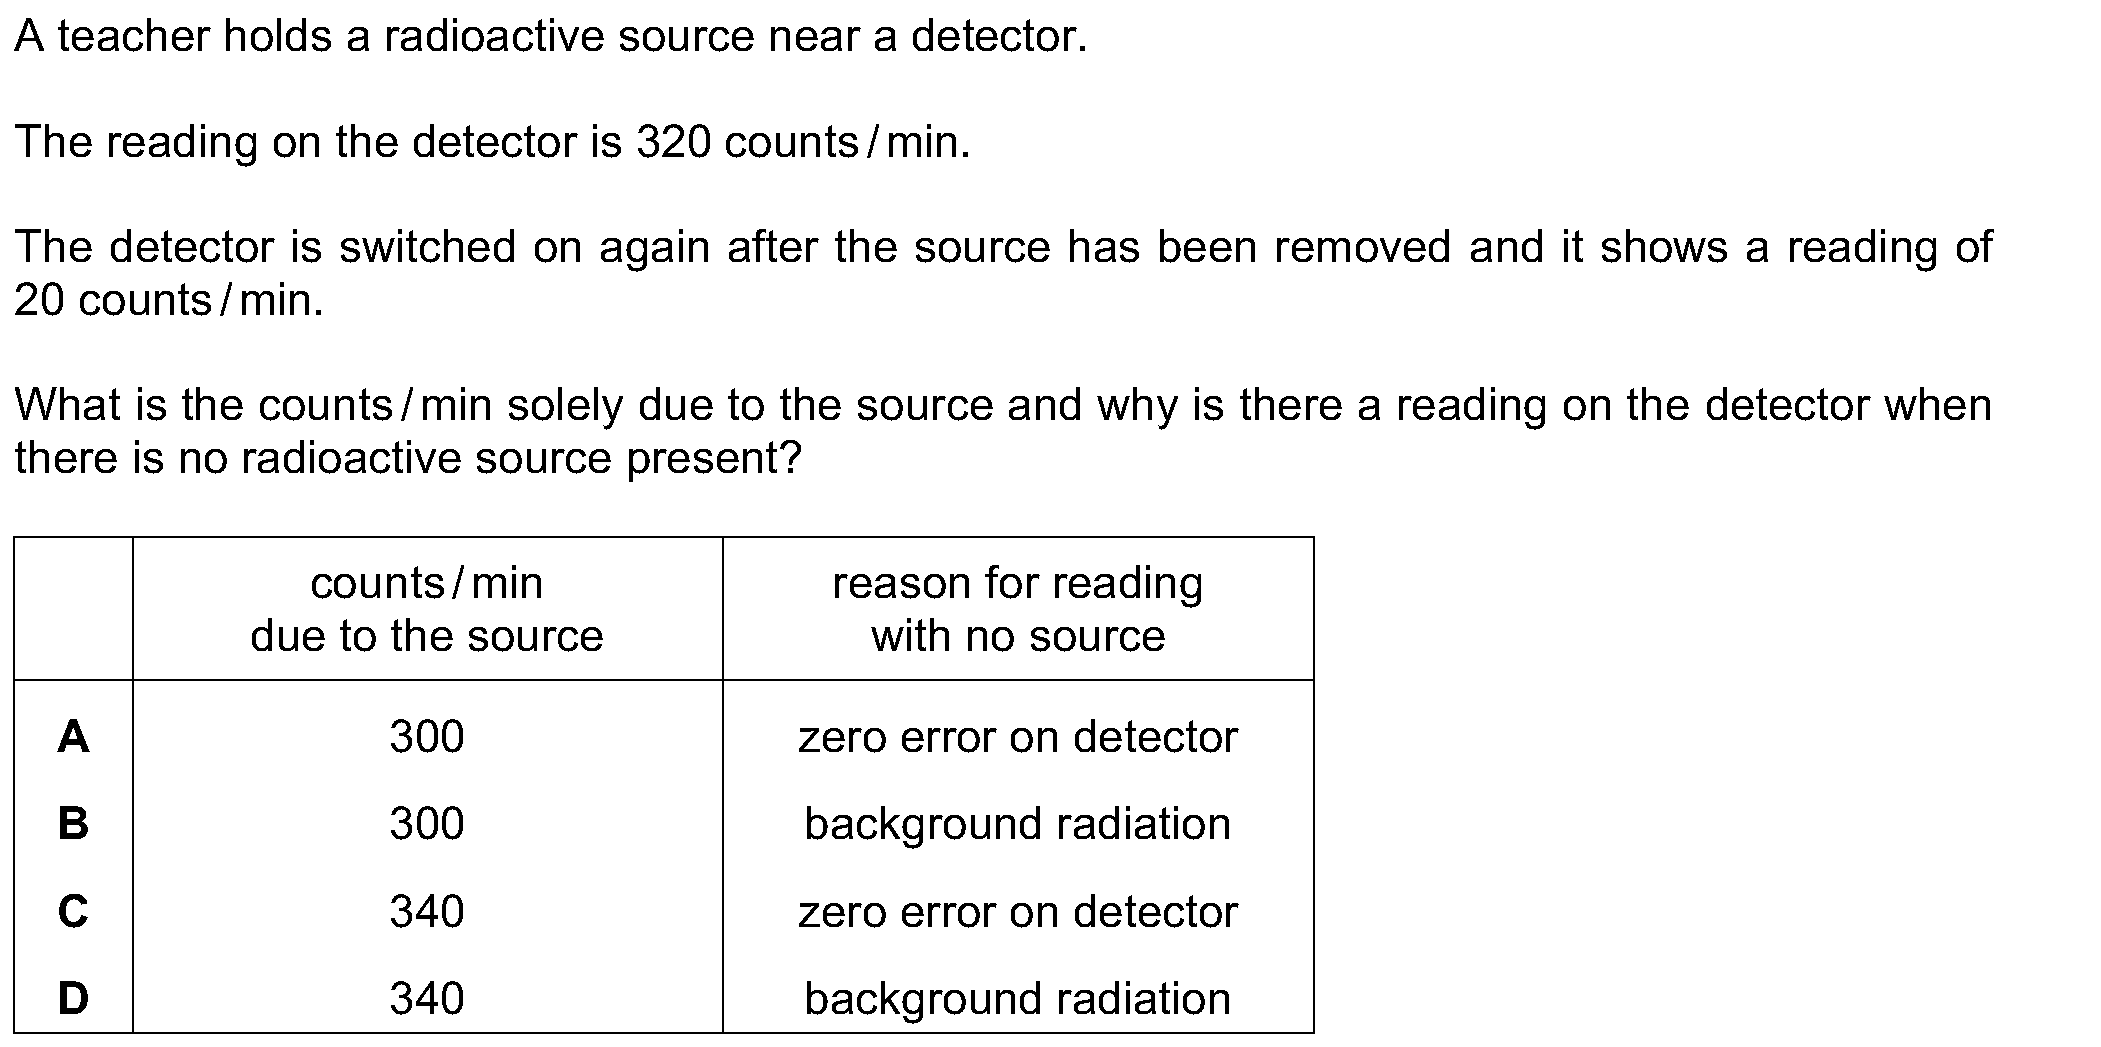 A teacher holds a radioactive source near a detector.
The reading on the detector is 320 counts / min.
The detector is switched on again after the source has been removed and it shows a reading of
20 counts / min.
What is the counts / min solely due to the source and why is there a reading on the detector when
there is no radioactive source present?
counts / min reason for reading
due to the source with no source
A 300 zero error on detector
B 300 background radiation
C 340 zero error on detector
D 340 background radiation